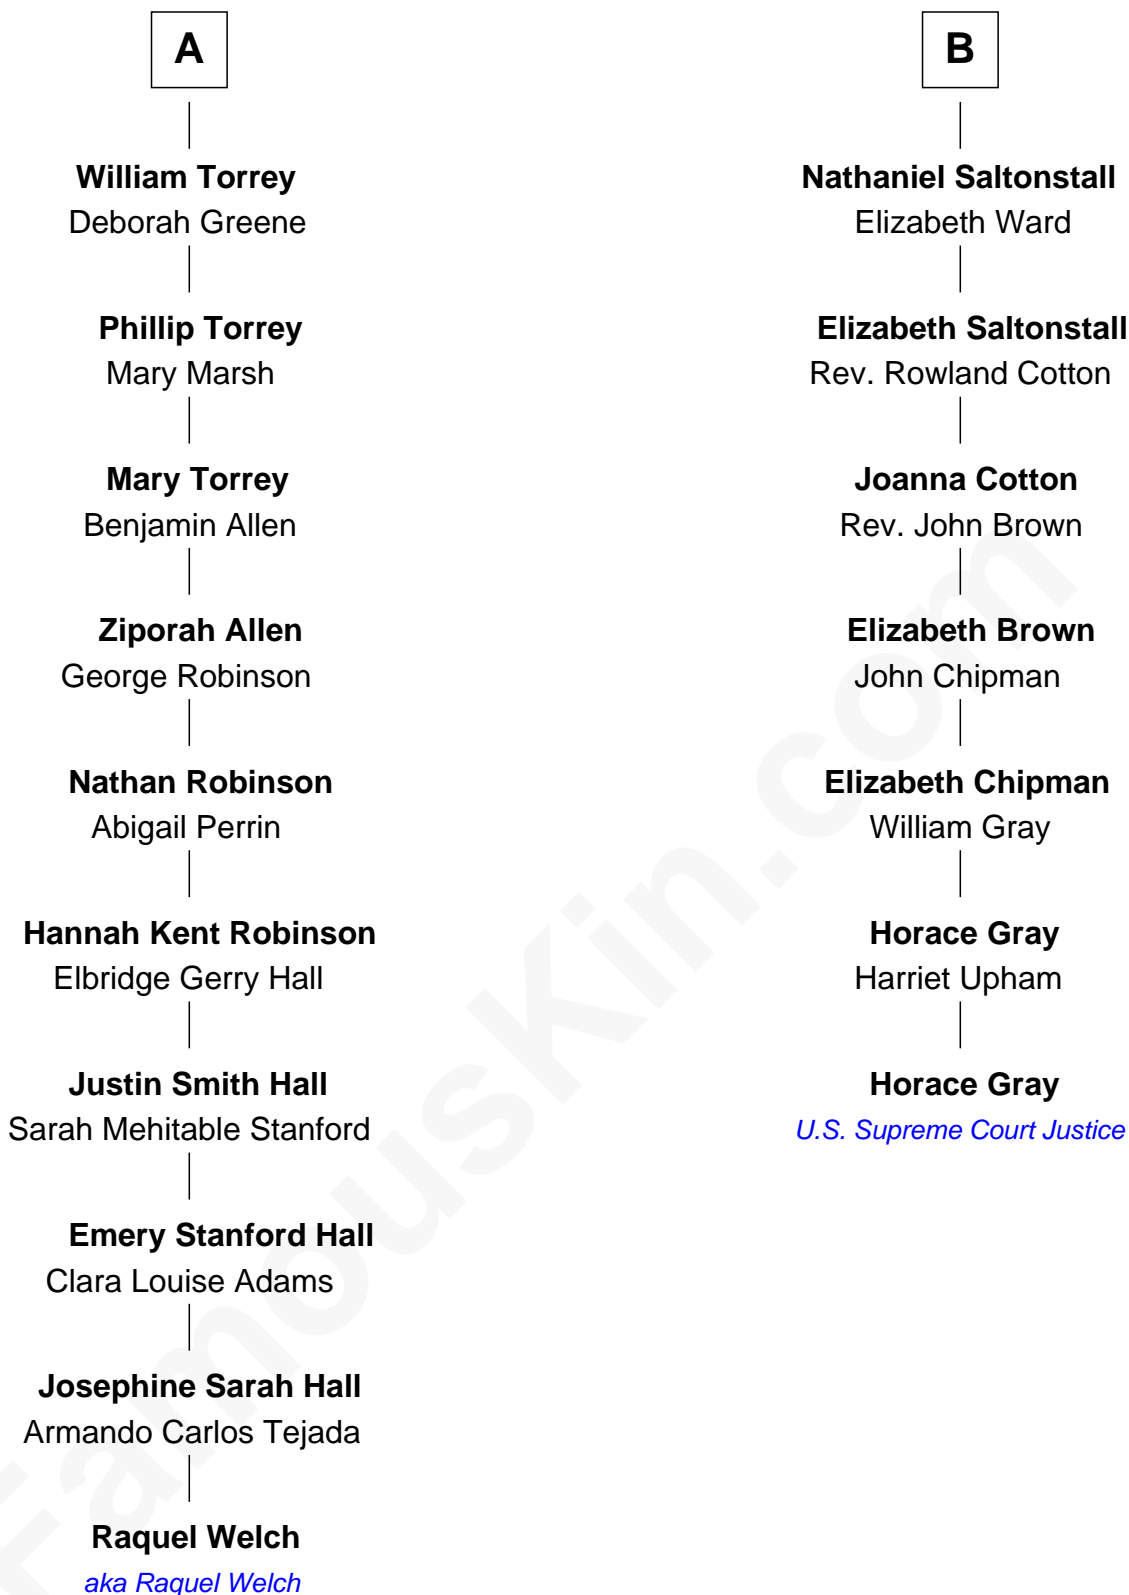 A
William Torrey
Deborah Greene
Phillip Torrey
Mary Marsh
Mary Torrey
Benjamin Allen
Ziporah Allen
George Robinson
Nathan Robinson
Abigail Perrin
Hannah Kent Robinson
Elbridge Gerry Hall
Justin Smith Hall
Sarah Mehitable Stanford
Emery Stanford Hall
Clara Louise Adams
Josephine Sarah Hall
Armando Carlos Tejada
Raquel Welch
aka Raquel Welch
B
Nathaniel Saltonstall
Elizabeth Ward
Elizabeth Saltonstall
Rev. Rowland Cotton
Joanna Cotton
Rev. John Brown
Elizabeth Brown
John Chipman
Elizabeth Chipman
William Gray
Horace Gray
Harriet Upham
Horace Gray
U.S. Supreme Court Justice
FamousKin.com